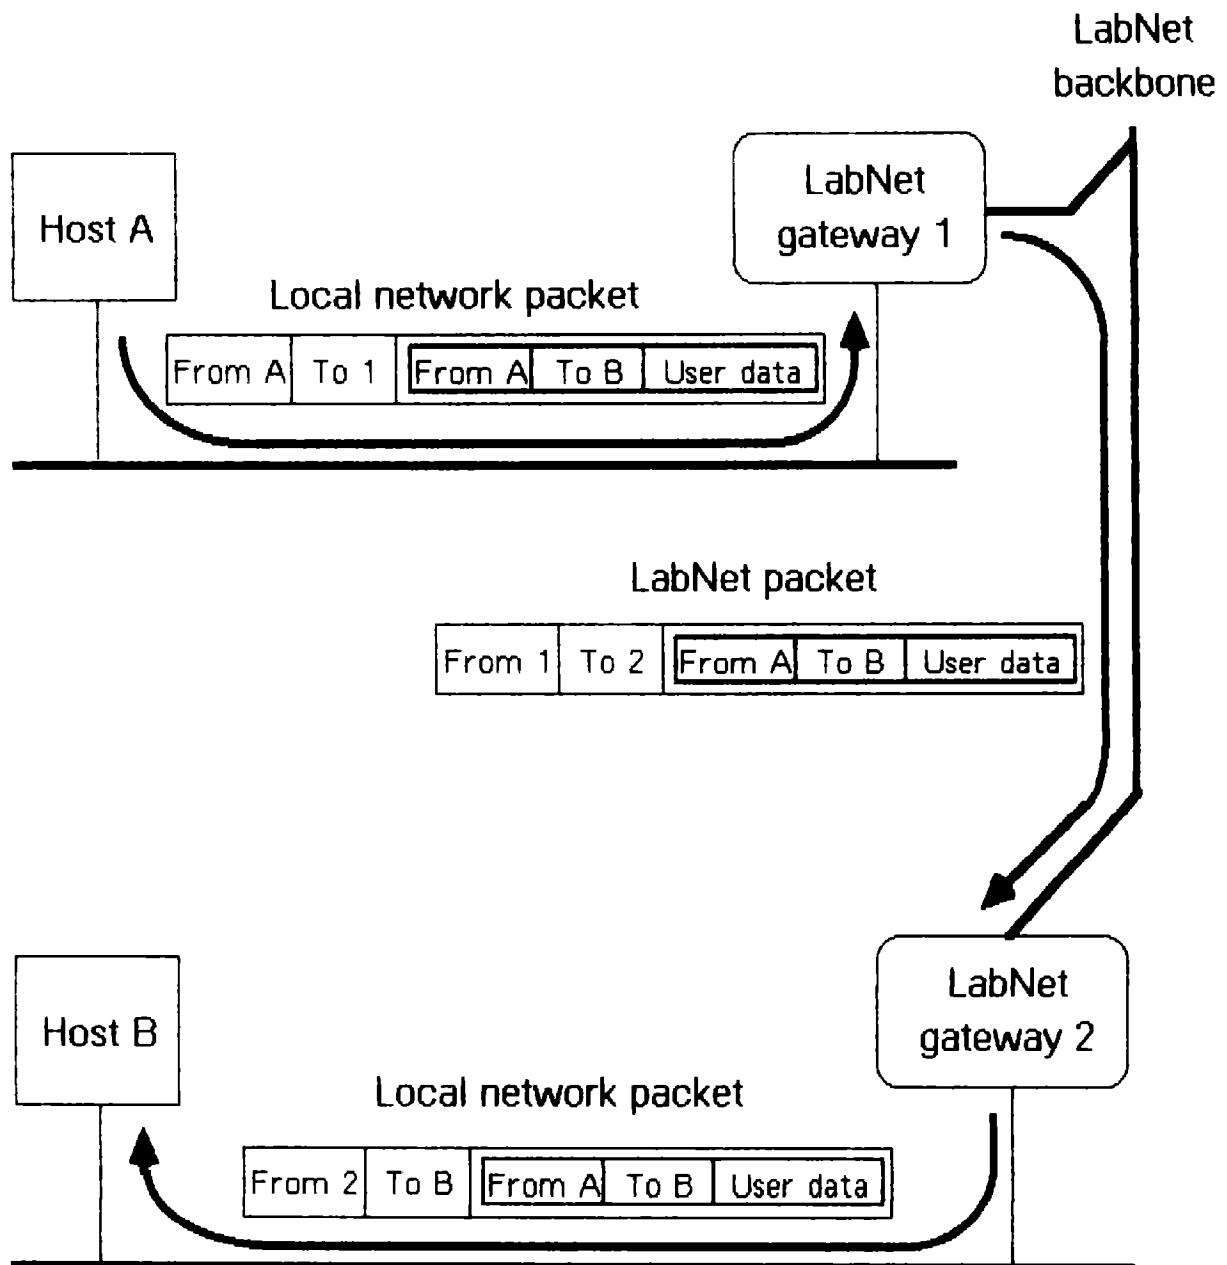 LabNet
backbone
LabNet
gateway 1
Host A
Local network packet
From A To 1 From A To B User data
LabNet packet
From 1 To 2 From A To B User data
LabNet
gateway 2
Host B
Local network packet
From 2 To B From A To B User data